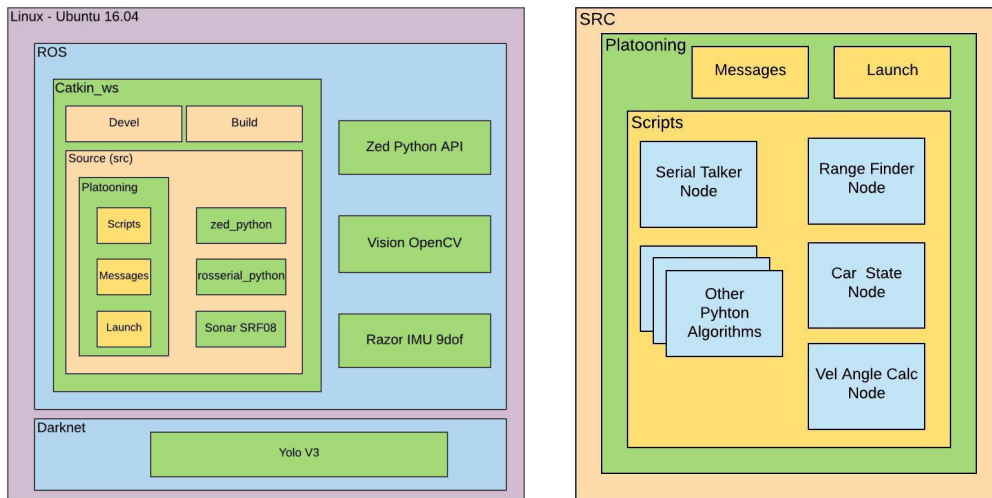 Linux - Ubuntu 16.04
ROS
Catkin_ws
Devel
Build
Source (src)
Platooning
Scripts
Messages
Launch
zed_python
rosserial_python
Sonar SRF08
Zed Python API
Vision OpenCV
Razor IMU 9dof
Darknet
Yolo V3
SRC
Platooning
Messages
Launch
Scripts
Serial Talker
Node
Range Finder
Node
Other
Pyhton
Algorithms
Car State
Node
Vel Angle Calc
Node